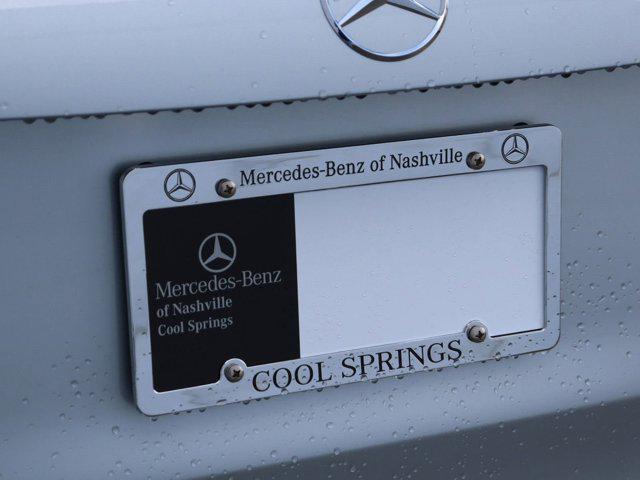 Mercedes-Benz of Nashville
Mercedes-Benz
of Nashville
Cool Springs
COOL SPRINGS